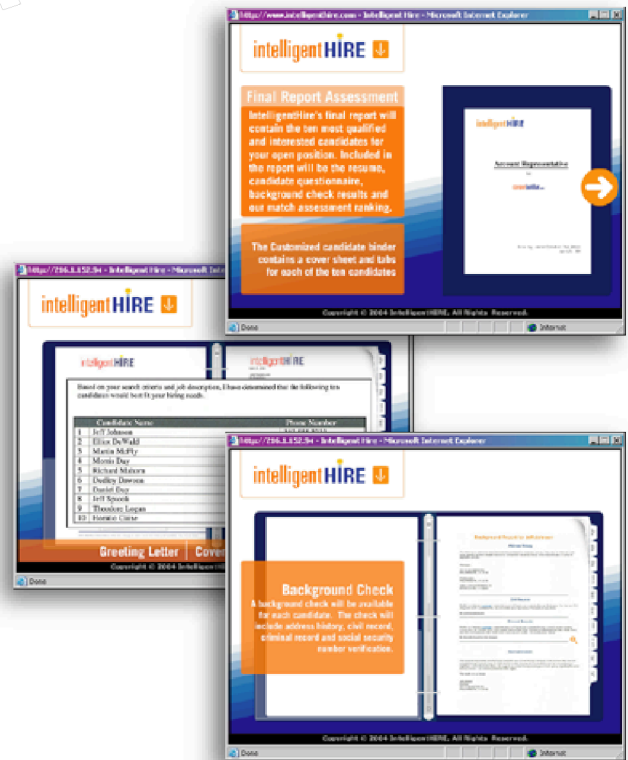 http://www.intelligenthire.com - Intelligent Hire - Microsoft Internet Explorer
intelligentHIRE
Final Report Assessment
IntelligentHire's final report will
contain the ten most qualified
and interested candidates for
your open position. Included in
the report will be the resume,
candidate questionnaire,
background check results and
our match assessment ranking.
The Customized candidate binder
contains a cover sheet and tabs
for each of the ten candidates
intelligentHIRE
Account Representative
Copyright © 2004 IntelligentHIRE, All Rights Reserved.
Done
Internet
http://216.1.152.94 - Intelligent Hire - Microsoft Inter
intelligentHIRE
intelligentHIRE
intelligentHIRE
Based on your search criteria and job description, I have determined that the following ten
candidates would best fit your hiring needs.
Candidate Name Phone Number
1 Jeff Johnson
2 Elliot DeWald
3 Martin McFly
4 Morris Day
5 Richard Mahorn
6 Dudley Dawson
7 Daniel Day
8 Jeff Spicoli
9 Theodore Logan
10 Horatio Caine
Greeting Letter | Cover
Copyright © 2004 IntelligentHI
Done
http://216.1.152.94 - Intelligent Hire - Microsoft Internet Explorer
intelligentHIRE
Background Check
A background check will be available
for each candidate. The check will
include address history, civil record,
criminal record and social security
number verification.
Copyright © 2004 IntelligentHIRE, All Rights Reserved.
Done
Internet